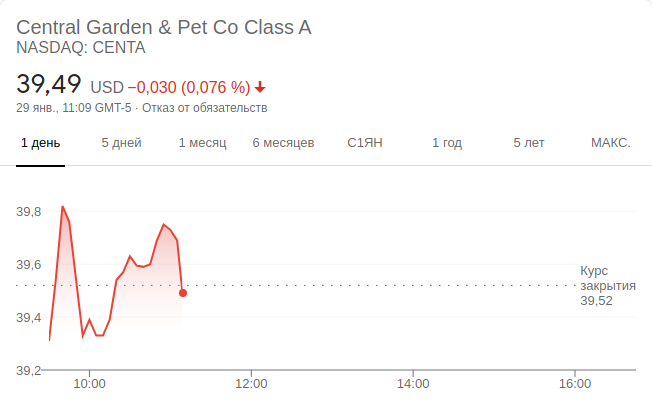 Central Garden & Pet Co Class A
NASDAQ: CENTA
39,49 USD −0,030 (0,076 %)
29 янв., 11:09 GMT-5 · Отказ от обязательств
1 день 5 дней 1 месяц 6 месяцев С1ЯН 1 год 5 лет МАКС.
39,8
39,6
Курс
закрытия
39,52
39,4
39,2
10:00 12:00 14:00 16:00